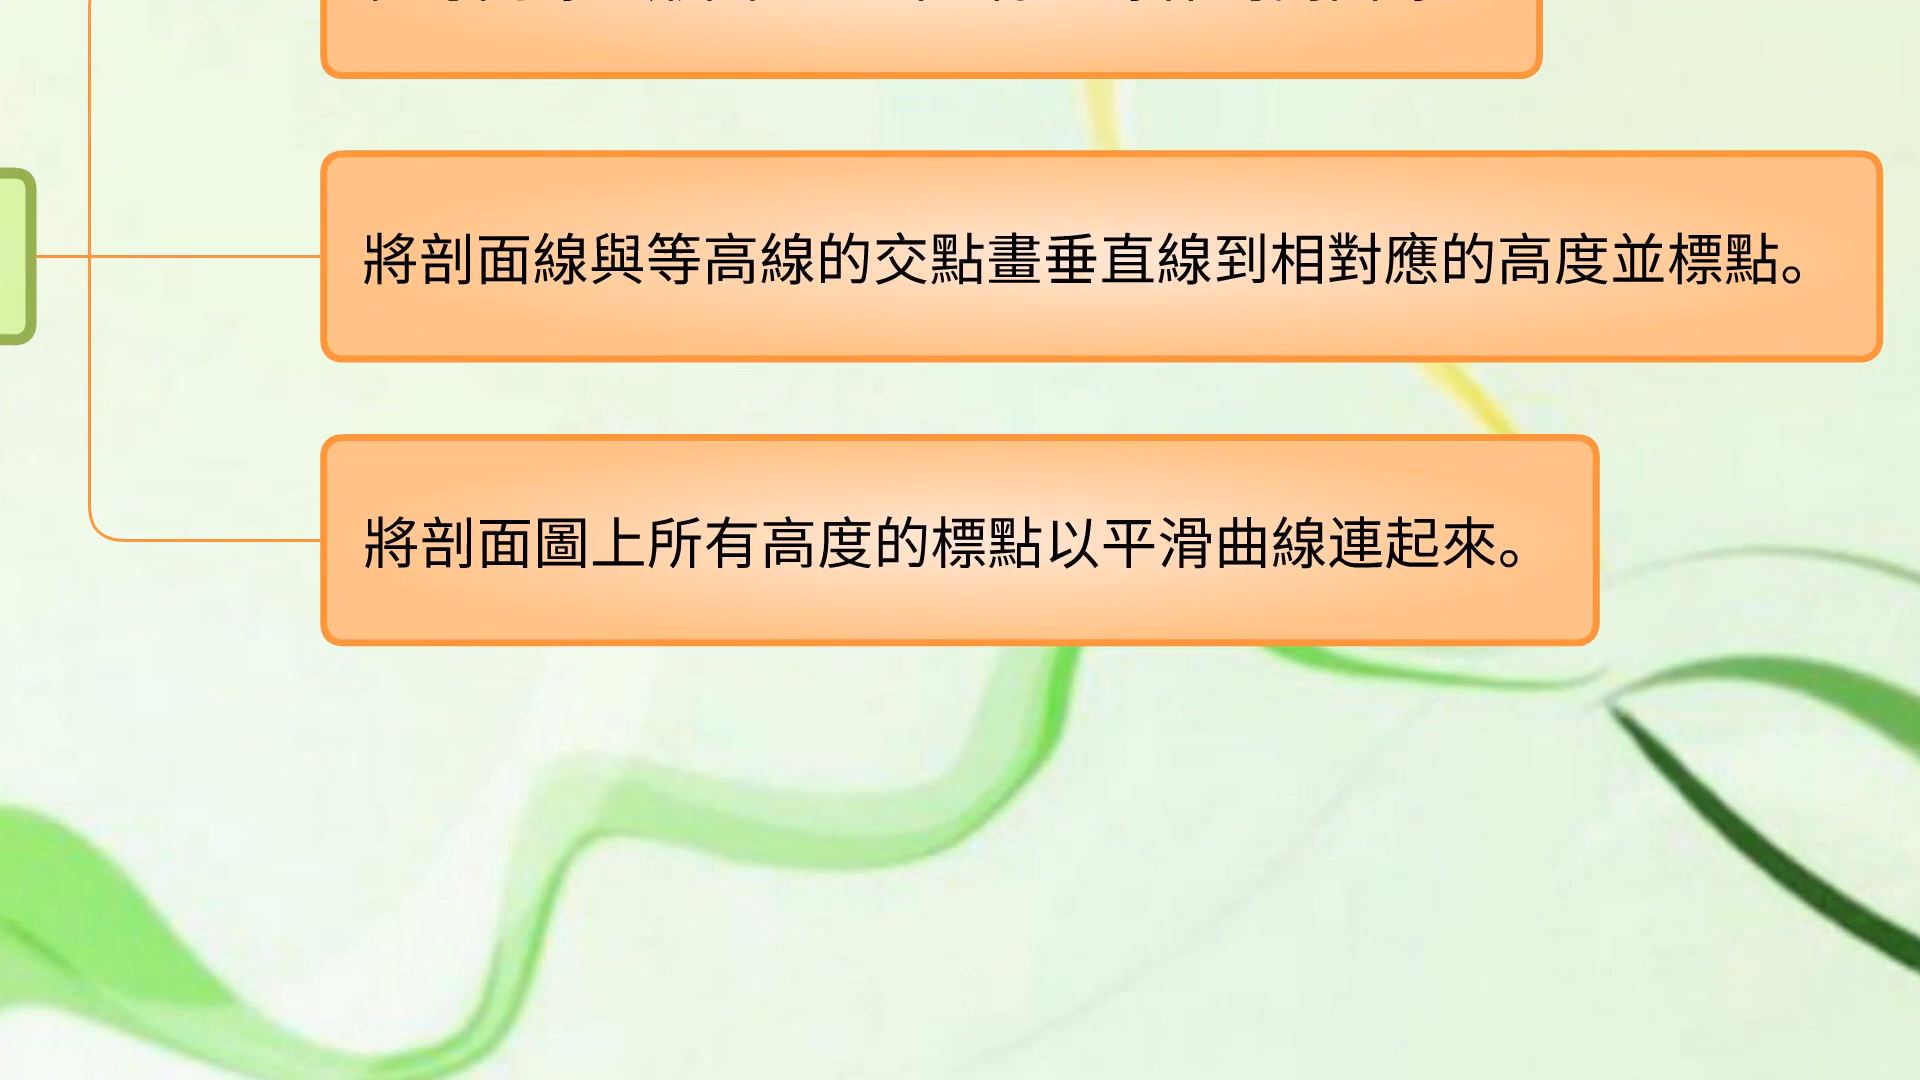 將剖面線與等高線的交點畫垂直線到相對應的高度並標點。
將剖面圖上所有高度的標點以平滑曲線連起來。